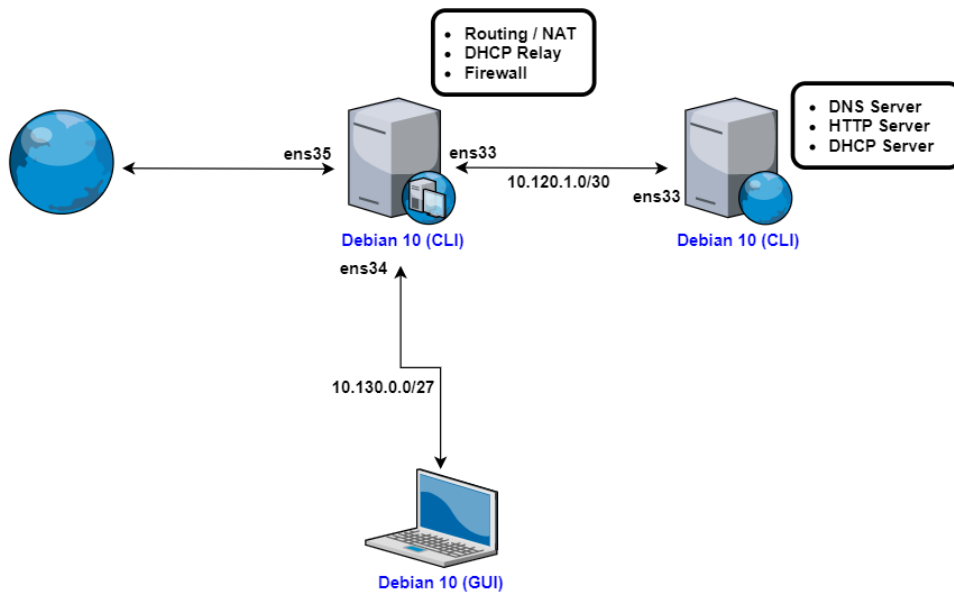 Routing / NAT
DHCP Relay
Firewall
DNS Server
HTTP Server
DHCP Server
ens35
ens33
10.120.1.0/30
ens33
Debian 10 (CLI)
Debian 10 (CLI)
ens34
10.130.0.0/27
Debian 10 (GUI)